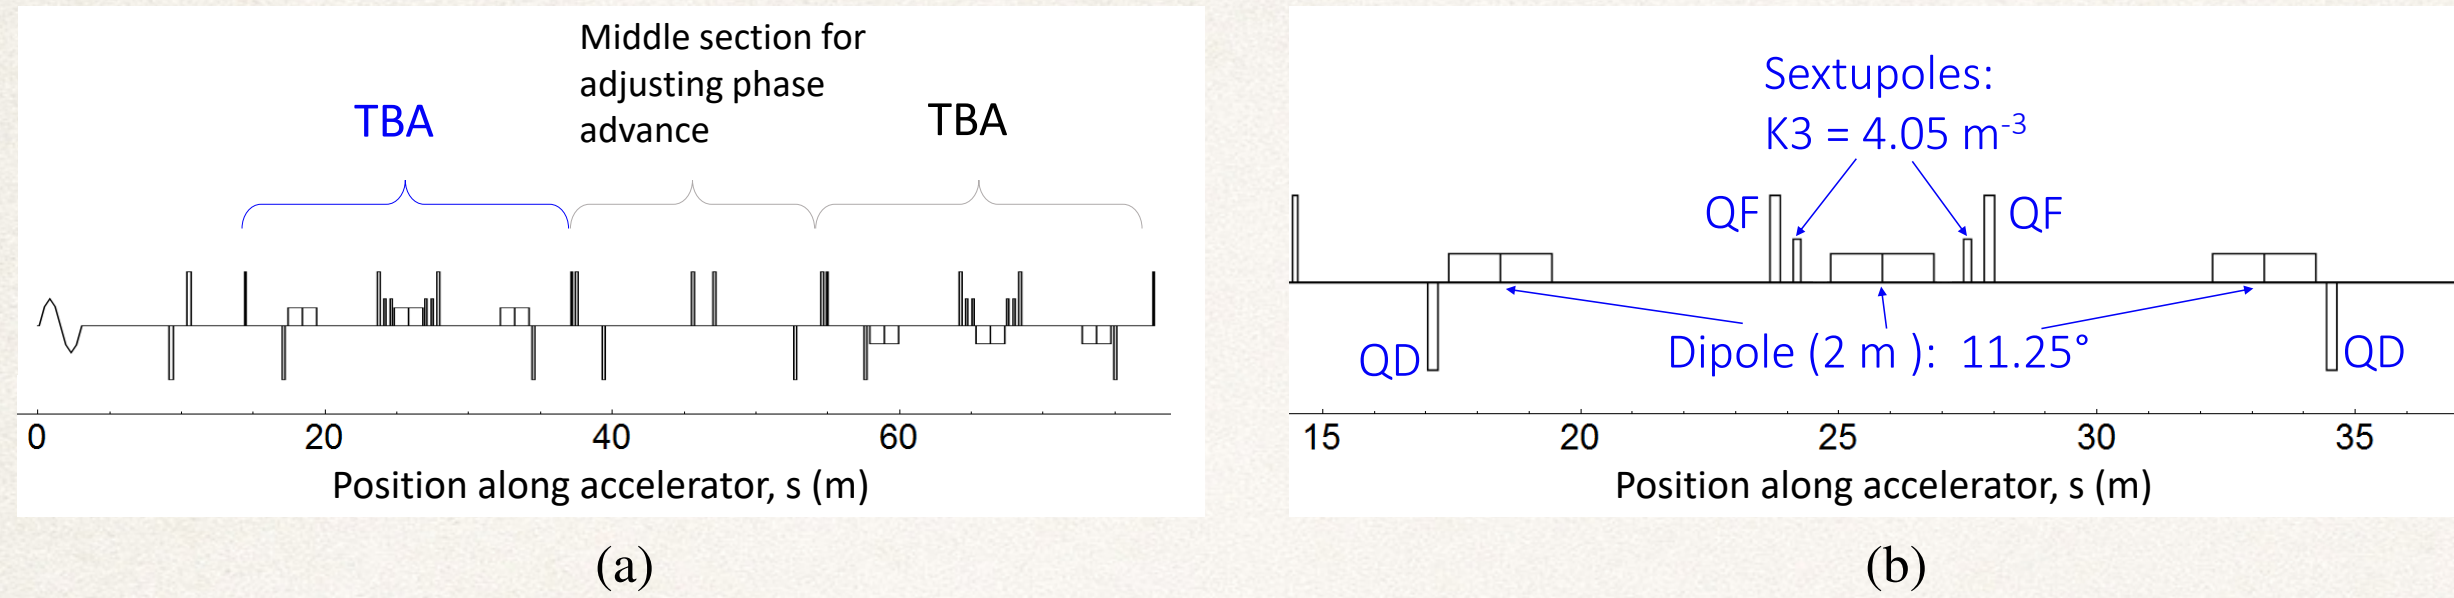 Middle section for
adjusting phase
advance
TBA
TBA
0
20
40
60
Position along accelerator, s (m)
(a)
Sextupoles:
K3 = 4.05 m⁻³
QF
QF
Dipole (2 m ): 11.25°
QD
QD
15
20
25
30
35
Position along accelerator, s (m)
(b)